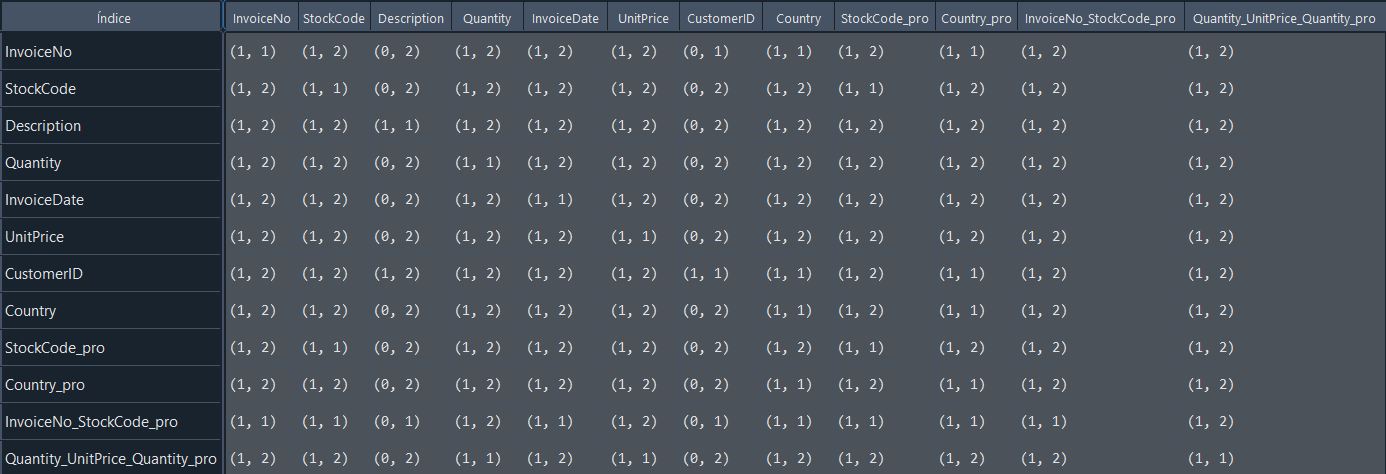 Índice InvoiceNo StockCode Description Quantity InvoiceDate UnitPrice CustomerID Country StockCode_pro Country_pro InvoiceNo_StockCode_pro Quantity_UnitPrice_Quantity_pro
InvoiceNo (1, 1) (1, 2) (0, 2) (1, 2) (1, 2) (1, 2) (0, 1) (1, 1) (1, 2) (1, 1) (1, 2) (1, 2)
StockCode (1, 2) (1, 1) (0, 2) (1, 2) (1, 2) (1, 2) (0, 2) (1, 2) (1, 1) (1, 2) (1, 2) (1, 2)
Description (1, 2) (1, 2) (1, 1) (1, 2) (1, 2) (1, 2) (0, 2) (1, 2) (1, 2) (1, 2) (1, 2) (1, 2)
Quantity (1, 2) (1, 2) (0, 2) (1, 1) (1, 2) (1, 2) (0, 2) (1, 2) (1, 2) (1, 2) (1, 2) (1, 2)
InvoiceDate (1, 2) (1, 2) (0, 2) (1, 2) (1, 1) (1, 2) (0, 2) (1, 2) (1, 2) (1, 2) (1, 2) (1, 2)
UnitPrice (1, 2) (1, 2) (0, 2) (1, 2) (1, 2) (1, 1) (0, 2) (1, 2) (1, 2) (1, 2) (1, 2) (1, 2)
CustomerID (1, 2) (1, 2) (1, 2) (1, 2) (1, 2) (1, 2) (1, 1) (1, 1) (1, 2) (1, 1) (1, 2) (1, 2)
Country (1, 2) (1, 2) (0, 2) (1, 2) (1, 2) (1, 2) (0, 2) (1, 1) (1, 2) (1, 1) (1, 2) (1, 2)
StockCode_pro (1, 2) (1, 1) (0, 2) (1, 2) (1, 2) (1, 2) (0, 2) (1, 2) (1, 1) (1, 2) (1, 2) (1, 2)
Country_pro (1, 2) (1, 2) (0, 2) (1, 2) (1, 2) (1, 2) (0, 2) (1, 1) (1, 2) (1, 1) (1, 2) (1, 2)
InvoiceNo_StockCode_pro (1, 1) (1, 1) (0, 1) (1, 2) (1, 1) (1, 2) (0, 1) (1, 1) (1, 1) (1, 1) (1, 1) (1, 2)
Quantity_UnitPrice_Quantity_pro (1, 2) (1, 2) (0, 2) (1, 1) (1, 2) (1, 1) (0, 2) (1, 2) (1, 2) (1, 2) (1, 2) (1, 1)